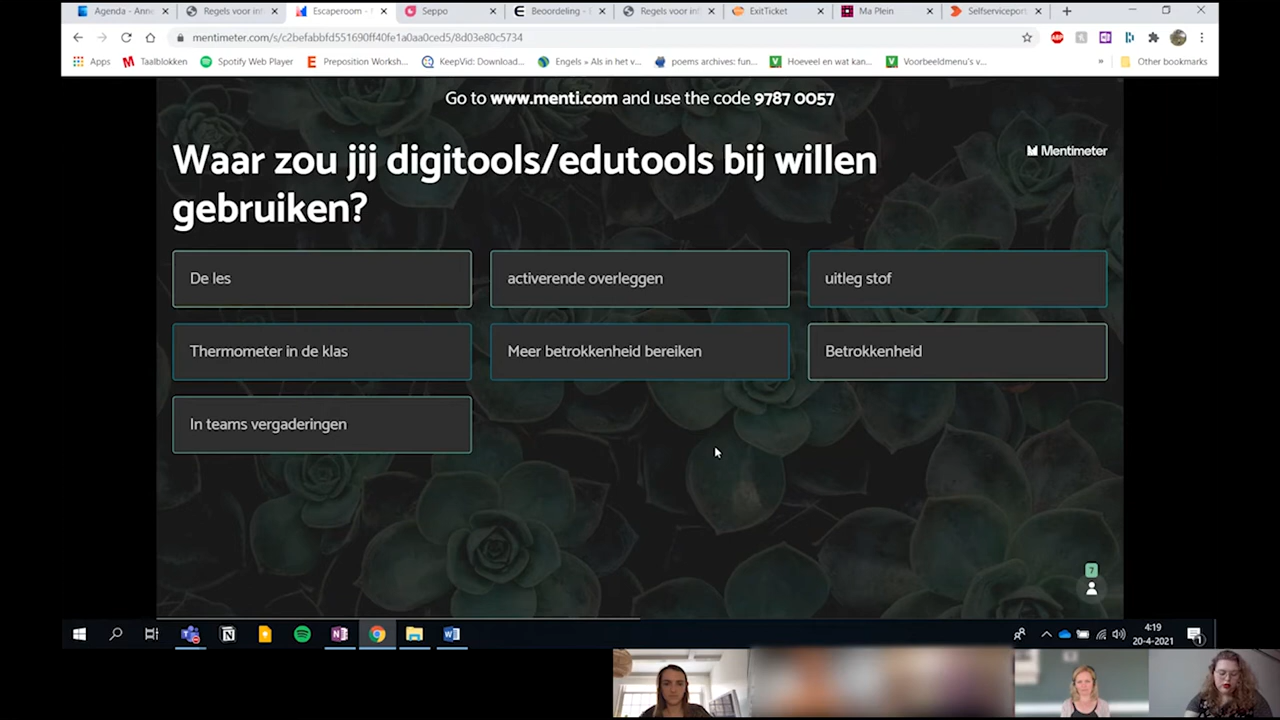 Agenda - Anne
Regels voor inf
Escaperoom -
Seppo
Beoordeling -
Regels voor inf
ExitTicket
Ma Plein
Selfserviceport
mentimeter.com/s/c2befabbfd551690ff40fe1a0aa0ced5/8d03e80c5734
Apps
Taalblokken
Spotify Web Player
Preposition Worksh...
KeepVid: Download...
Engels » Als in het v...
poems archives: fun...
Hoeveel en wat kan...
Voorbeeldmenu's v...
Other bookmarks
Go to www.menti.com and use the code 9787 0057
Waar zou jij digitools/edutools bij willen
gebruiken?
Mentimeter
De les
activerende overleggen
uitleg stof
Thermometer in de klas
Meer betrokkenheid bereiken
Betrokkenheid
In teams vergaderingen
7
4:19
20-4-2021